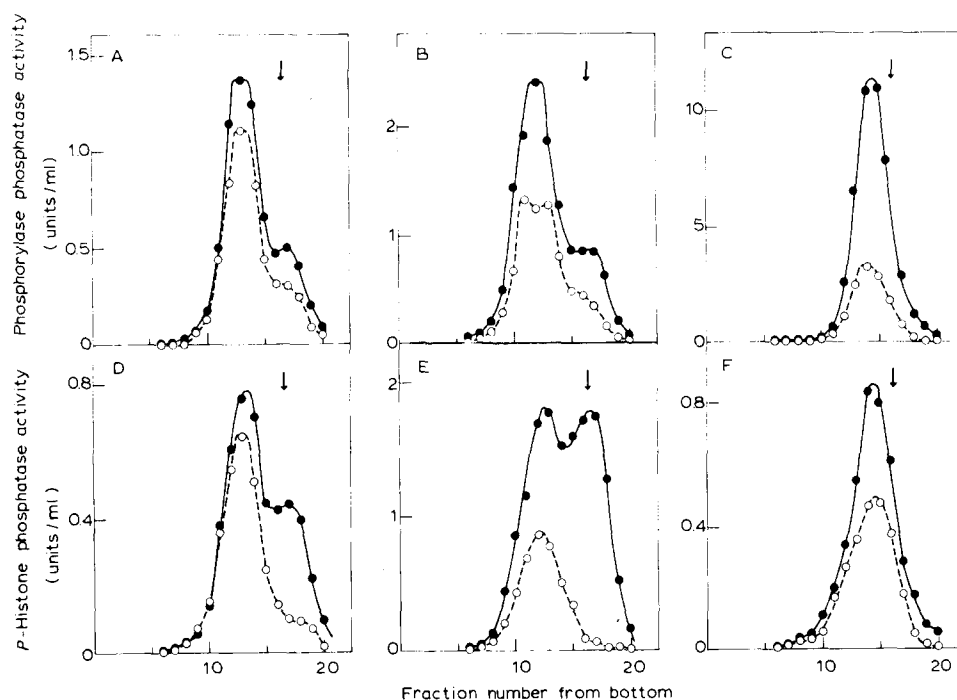 Phosphorylase phosphatase activity
(units/ml)
A
1.5
1.0
0.5
0
B
2
1
0
C
10
5
0
P-Histone phosphatase activity
(units/ml)
D
0.8
0.4
0
10
20
E
2
1
0
10
20
F
0.8
0.4
0
10
20
Fraction number from bottom